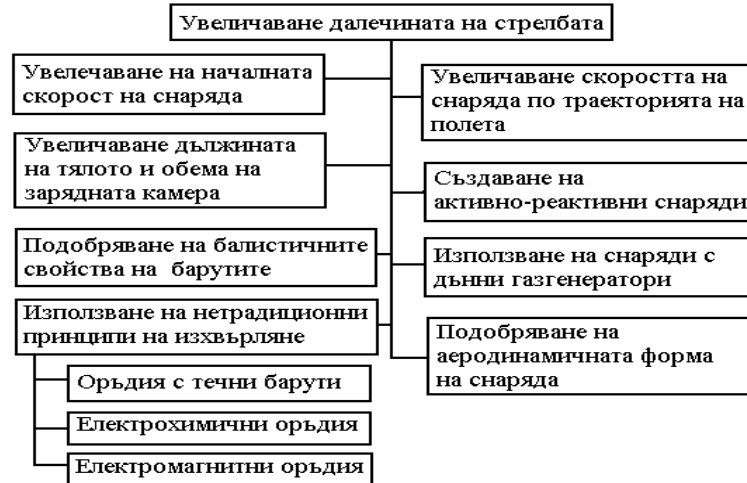 Увеличаване далечината на стрелбата
Увелечаване на началната
скорост на снаряда
Увеличаване дължината
на тялото и обема на
зарядната камера
Подобряване на балистичните
свойства на барутите
Използване на нетрадиционни
принципи на изхвърляне
Оръдия с течни барути
Електрохимични оръдия
Електромагнитни оръдия
Увеличаване скоростта на
снаряда по траекторията на
полета
Създаване на
активно-реактивни снаряди
Използване на снаряди с
дънни газгенератори
Подобряване на
аеродинамичната форма
на снаряда